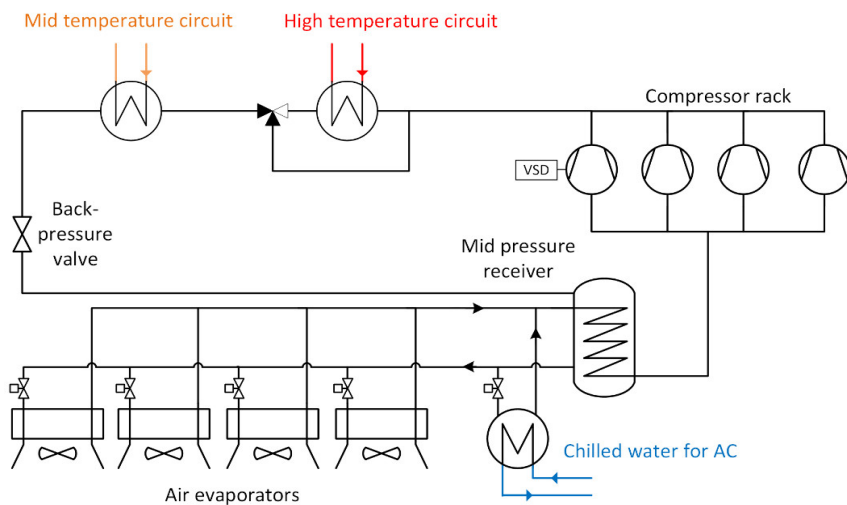 Mid temperature circuit
High temperature circuit
Compressor rack
VSD
Back-
pressure
valve
Mid pressure
receiver
Chilled water for AC
Air evaporators